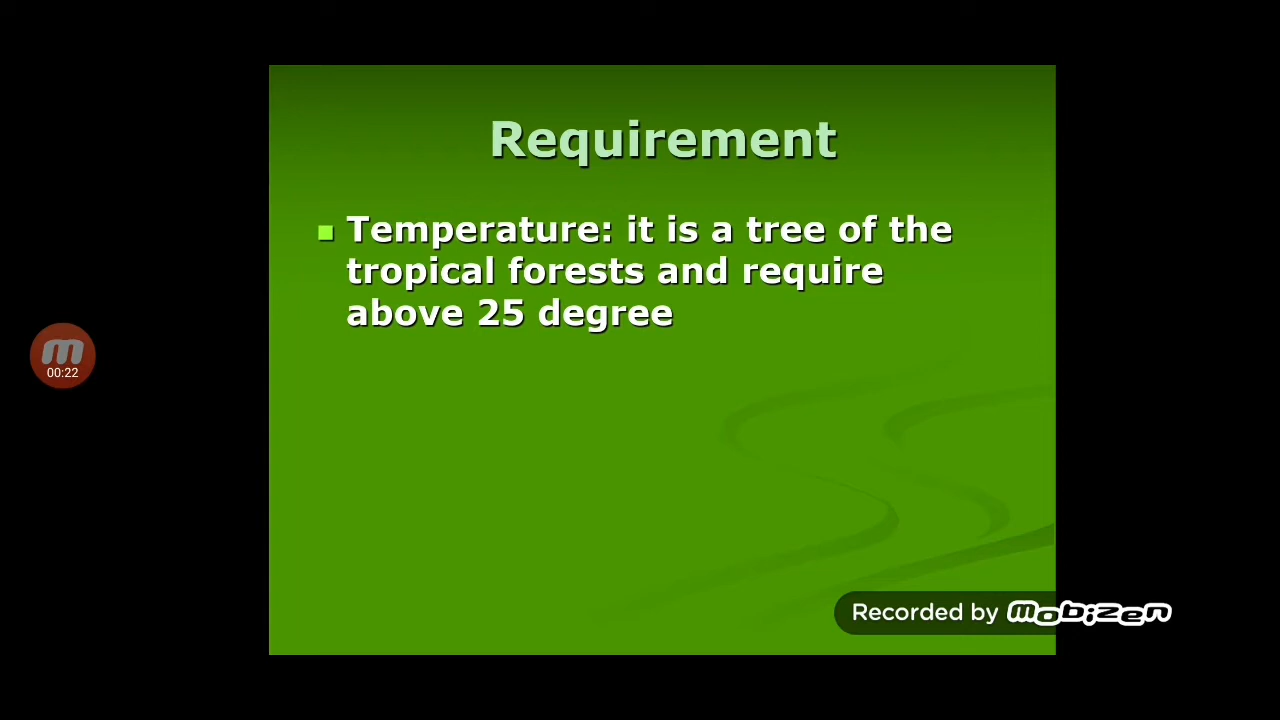 Requirement
Temperature: it is a tree of the
tropical forests and require
above 25 degree
00:22
Recorded by Mobizen